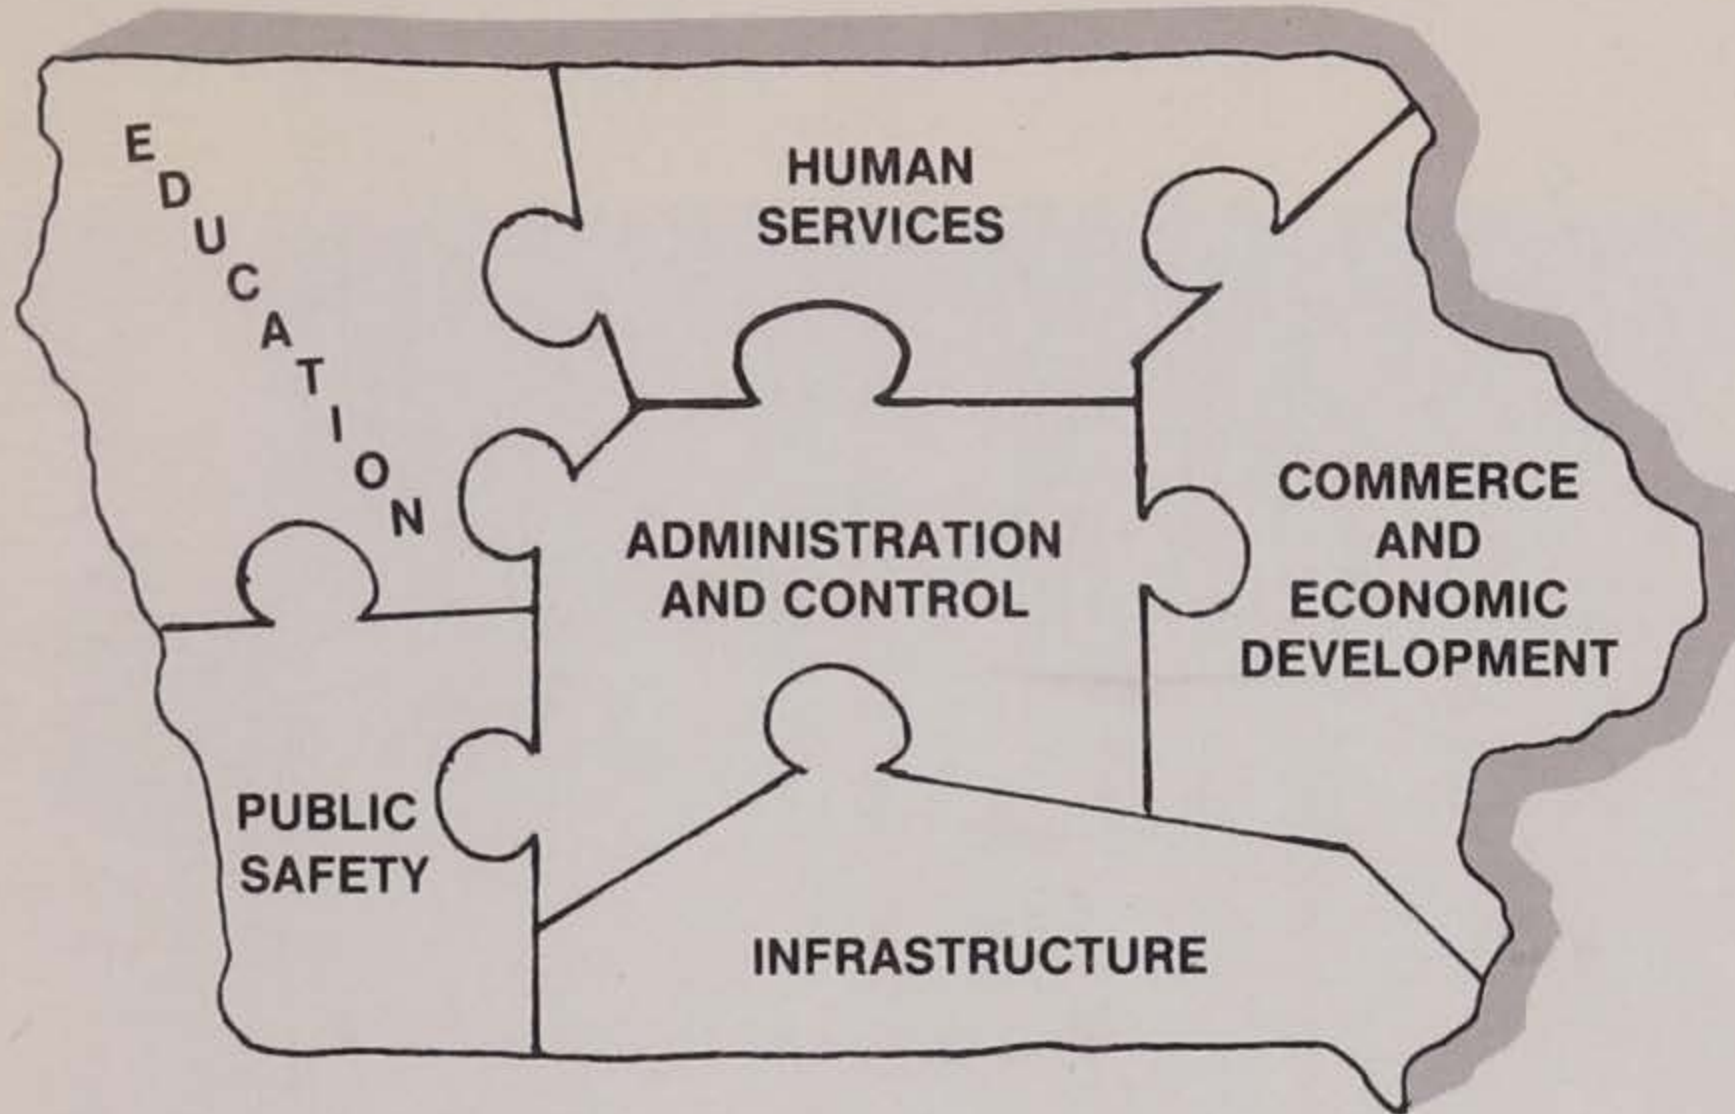 EDUCATION
HUMAN
SERVICES
ADMINISTRATION
AND CONTROL
COMMERCE
AND
ECONOMIC
DEVELOPMENT
PUBLIC
SAFETY
INFRASTRUCTURE